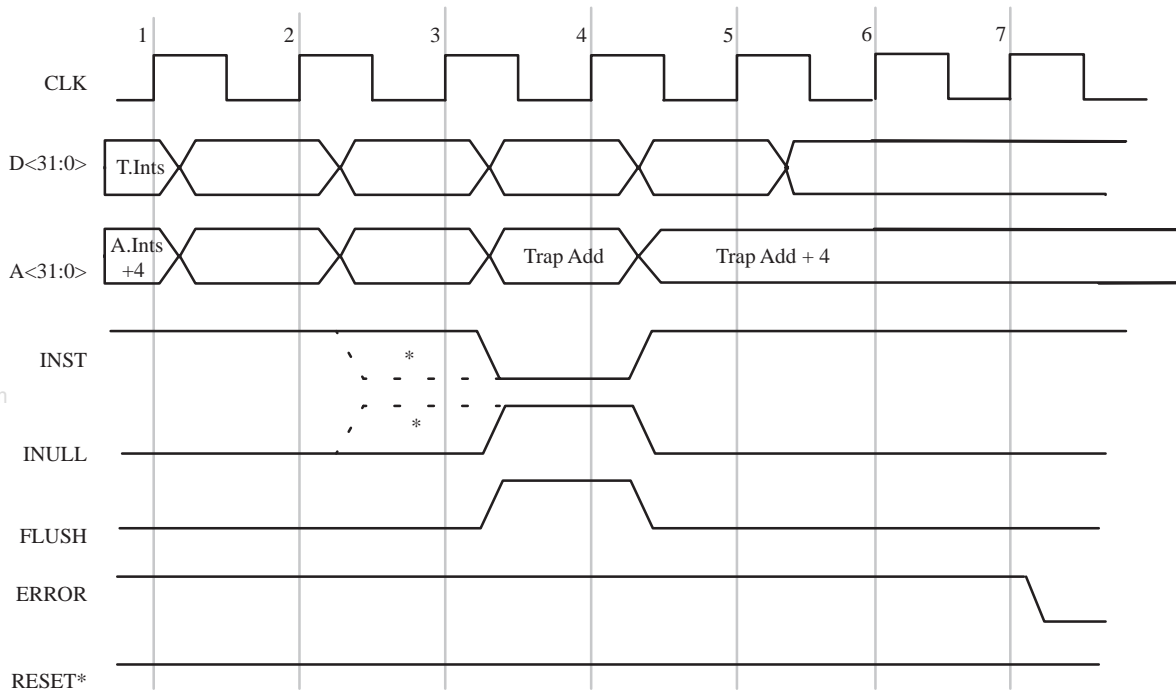 1 2 3 4 5 6 7
CLK
D<31:0> T.Ints
A<31:0> A.Ints
+4
Trap Add Trap Add + 4
INST
*
*
INULL
FLUSH
ERROR
RESET*